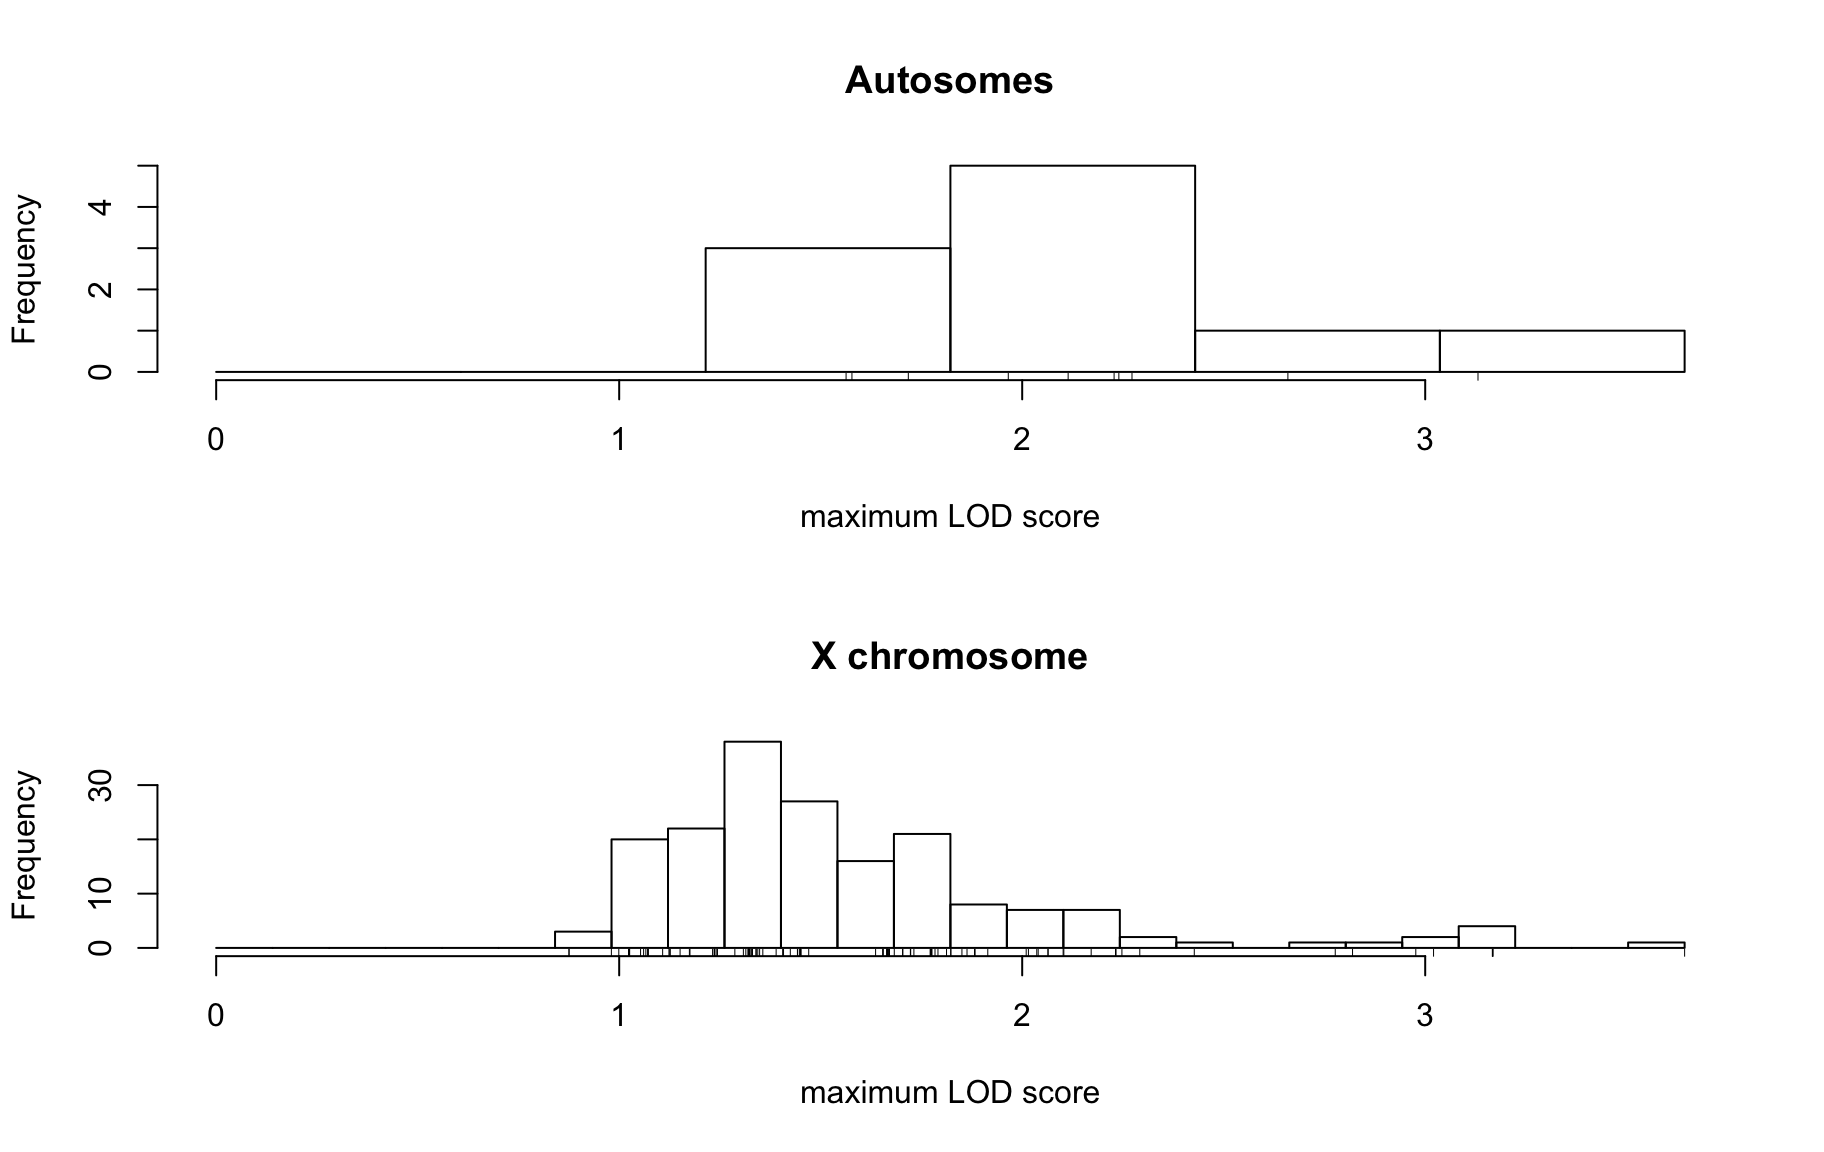 Autosomes
Frequency
4
2
0
0 1 2 3
maximum LOD score
X chromosome
Frequency
30
10
0
0 1 2 3
maximum LOD score